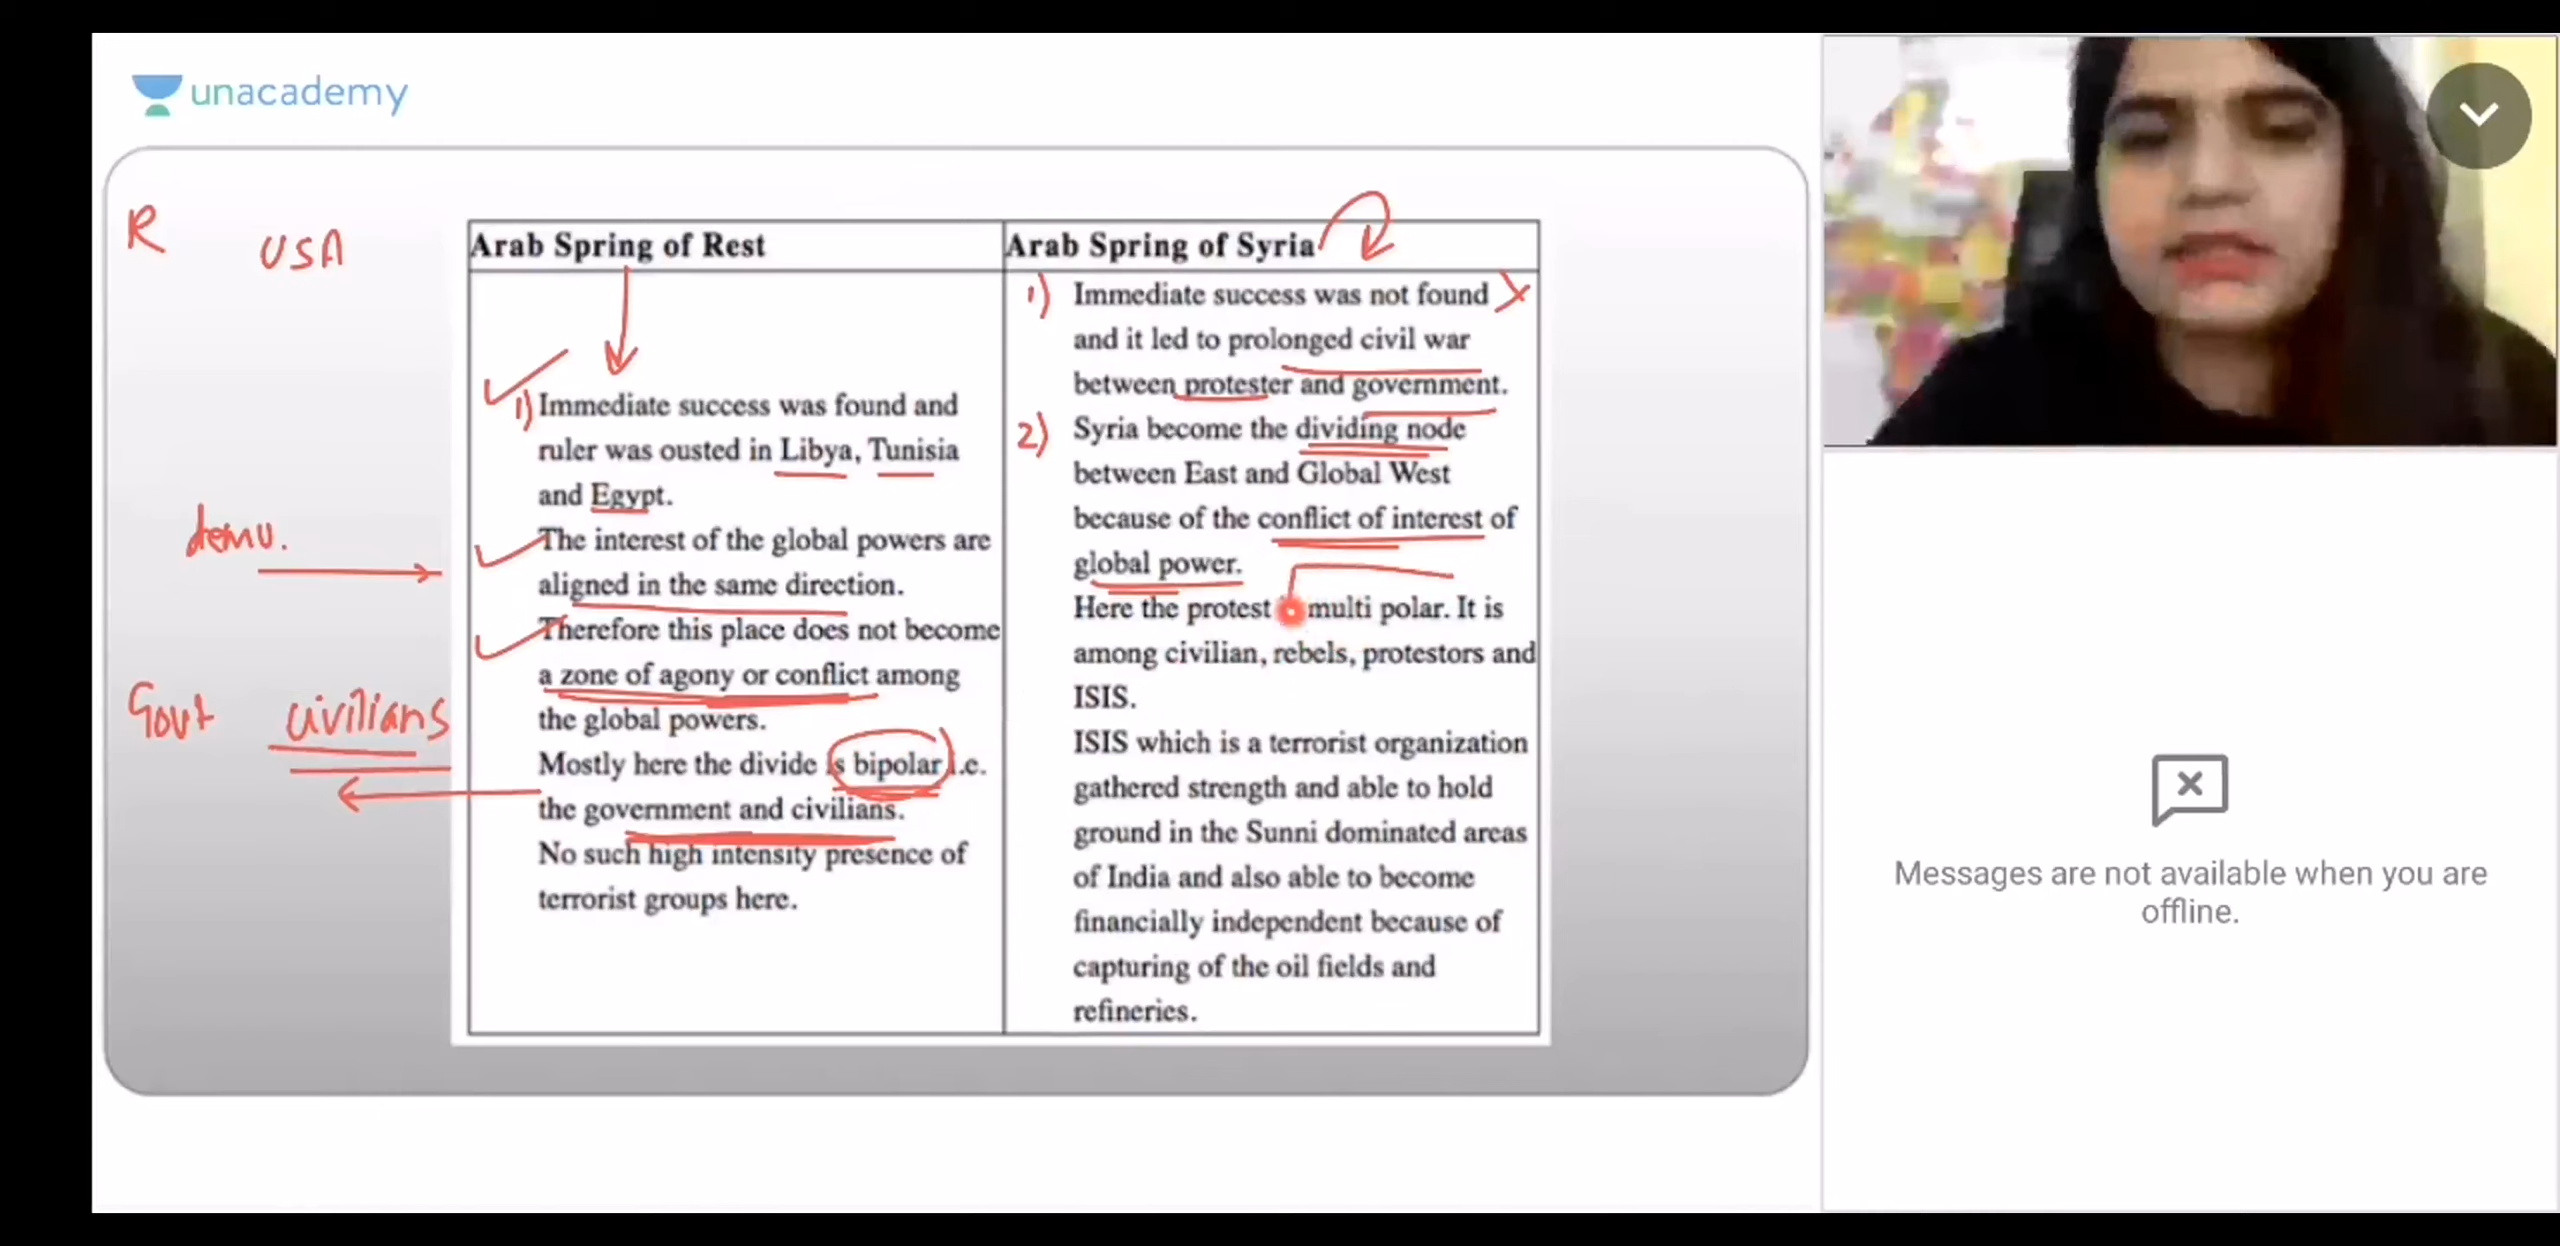 unacademy
R
USA
demo.
Govt civilians
Arab Spring of Rest
1) Immediate success was found and
ruler was ousted in Libya, Tunisia
and Egypt.
The interest of the global powers are
aligned in the same direction.
Therefore this place does not become
a zone of agony or conflict among
the global powers.
Mostly here the divide is bipolar i.e.
the government and civilians.
No such high intensity presence of
terrorist groups here.
Arab Spring of Syria
1) Immediate success was not found
and it led to prolonged civil war
between protester and government.
2) Syria become the dividing node
between East and Global West
because of the conflict of interest of
global power.
Here the protest multi polar. It is
among civilian, rebels, protestors and
ISIS.
ISIS which is a terrorist organization
gathered strength and able to hold
ground in the Sunni dominated areas
of India and also able to become
financially independent because of
capturing of the oil fields and
refineries.
Messages are not available when you are
offline.